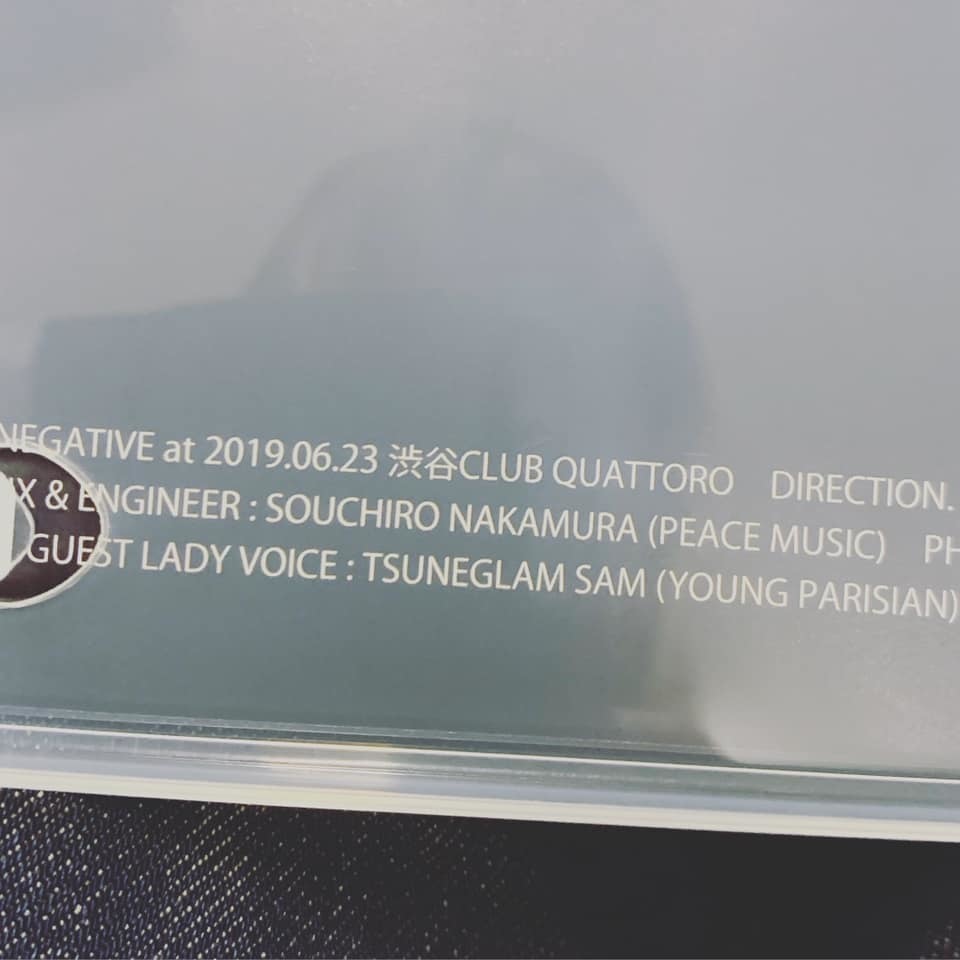 NEGATIVE at 2019.06.23 渋谷CLUB QUATTORO DIRECTION.
& ENGINEER : SOUCHIRO NAKAMURA (PEACE MUSIC) PH
GUEST LADY VOICE : TSUNEGLAM SAM (YOUNG PARISIAN)